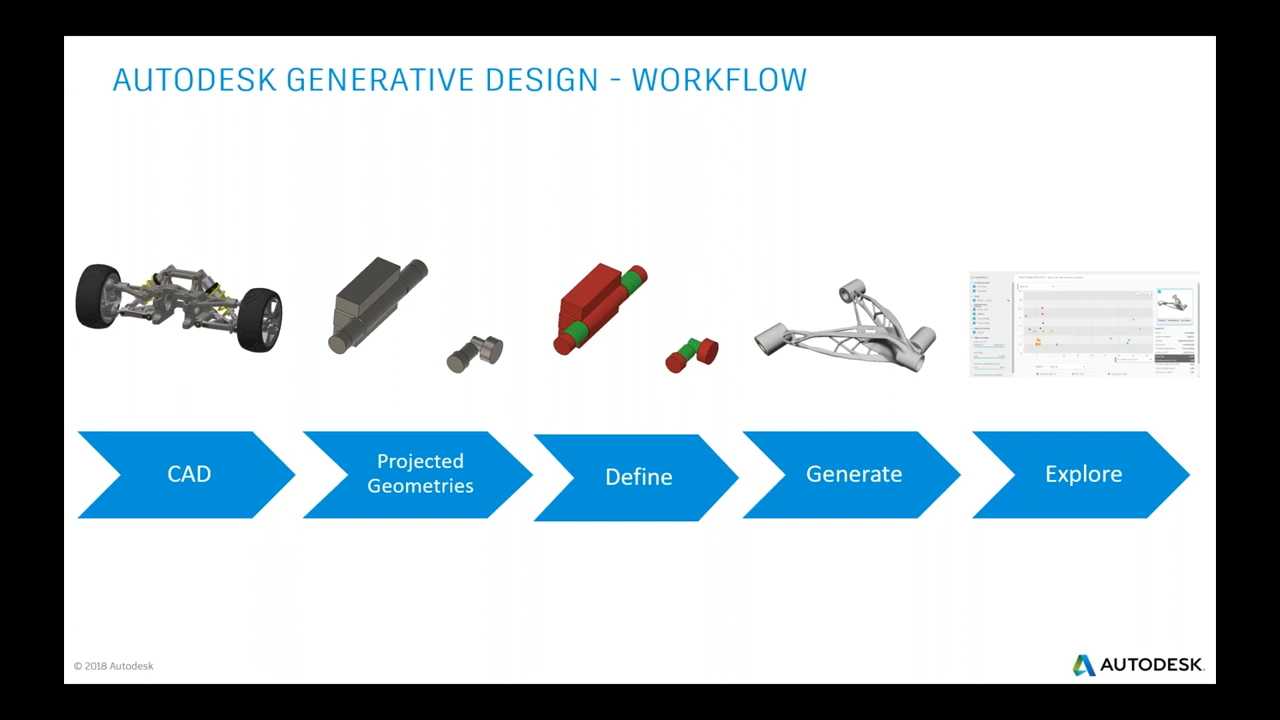 AUTODESK GENERATIVE DESIGN - WORKFLOW
CAD
Projected
Geometries
Define
Generate
Explore
© 2018 Autodesk
AUTODESK.